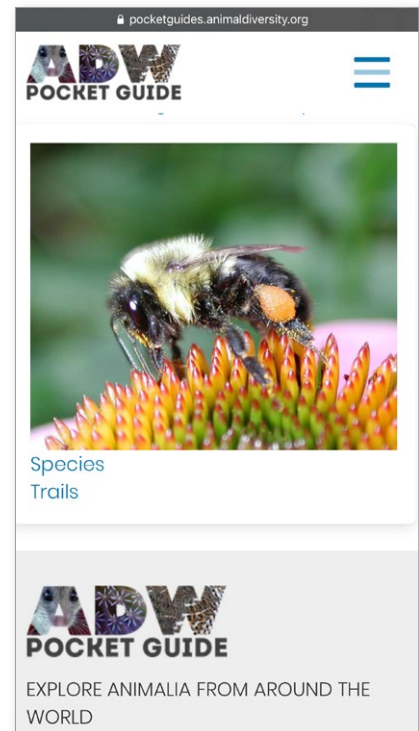 pocketguides.animaldiversity.org
ADW
POCKET GUIDE
Species
Trails
ADW
POCKET GUIDE
EXPLORE ANIMALIA FROM AROUND THE
WORLD